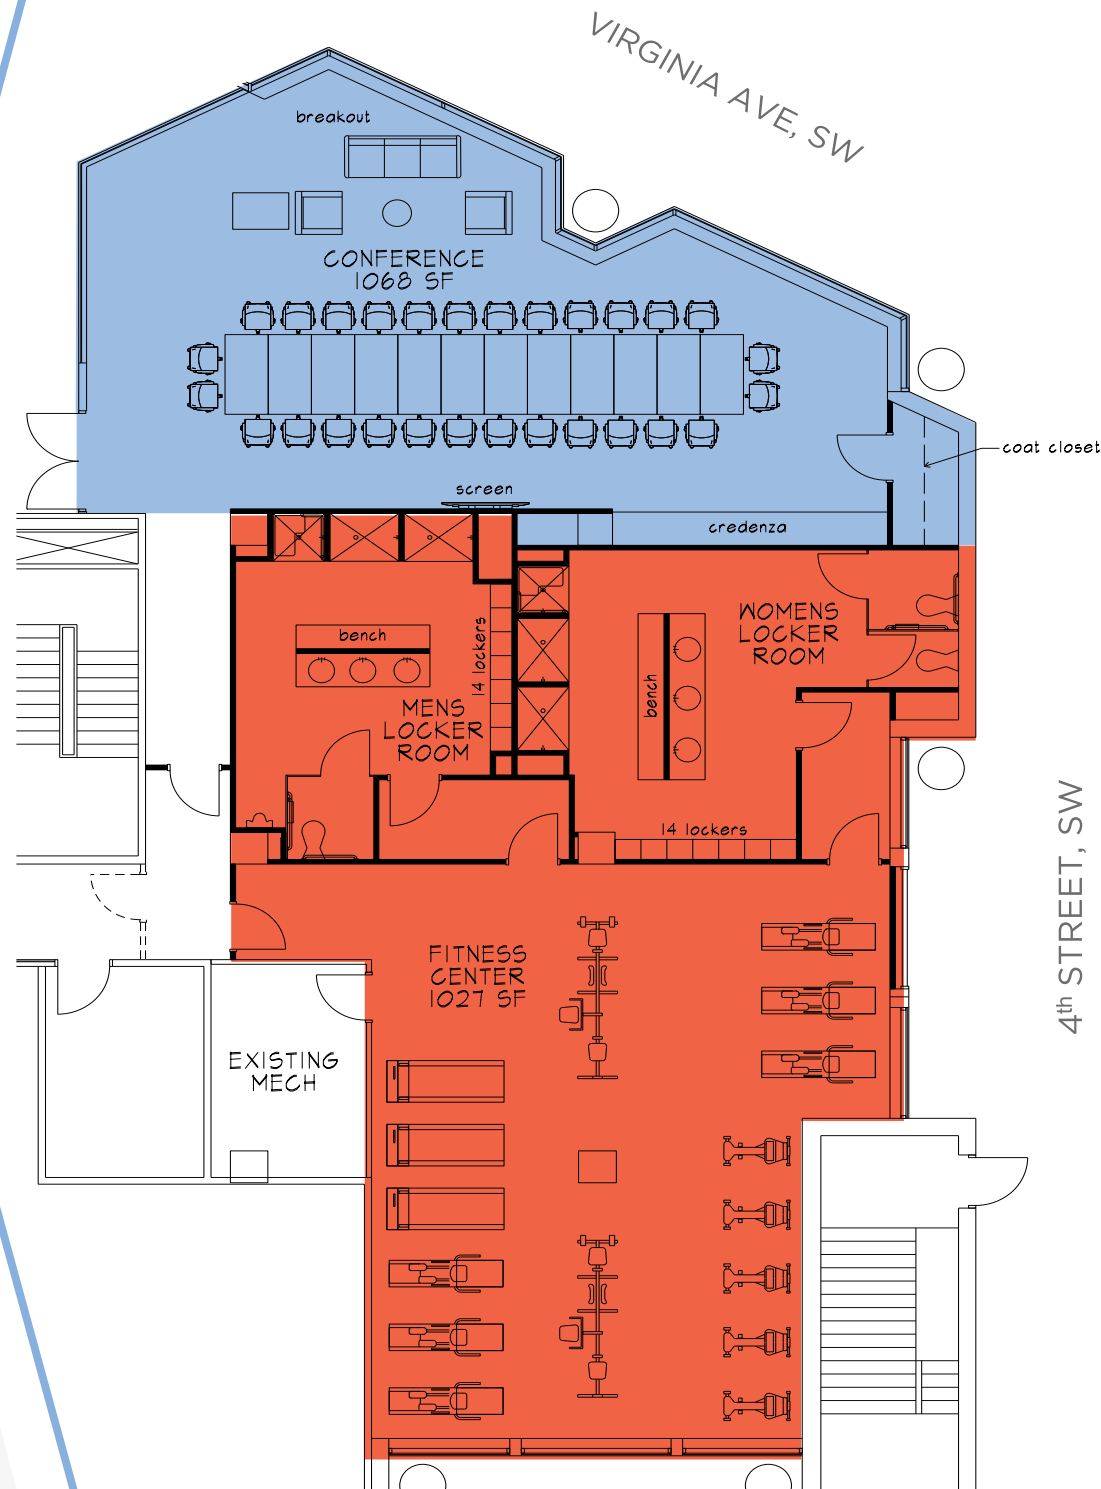 VIRGINIA AVE, SW
breakout
CONFERENCE
1068 SF
coat closet
screen
credenza
WOMENS
LOCKER
ROOM
bench
14 lockers
bench
MENS
LOCKER
ROOM
14 lockers
4th STREET, SW
FITNESS
CENTER
1027 SF
EXISTING
MECH